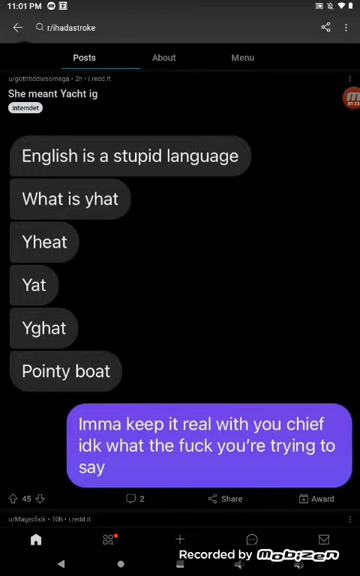 11:01 PM
r/ihadastroke
Posts About Menu
u/gothtiddiesomega • 2h • i.redd.it
She meant Yacht ig
interndet
English is a stupid language
What is yhat
Yheat
Yat
Yghat
Pointy boat
Imma keep it real with you chief
idk what the fuck you're trying to
say
45 2 Share Award
u/Mageclick • 10h • i.redd.it
Recorded by mobizen